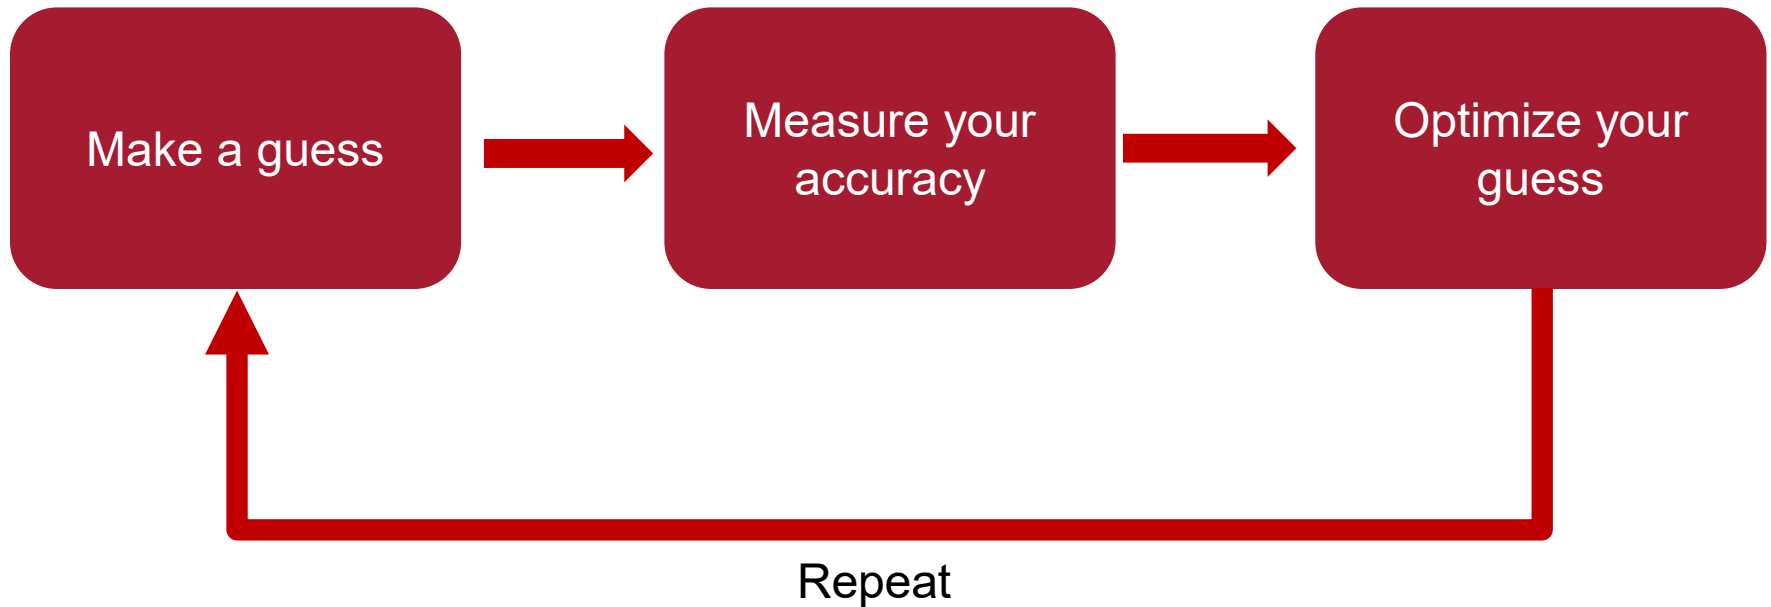 Make a guess
Measure your
accuracy
Optimize your
guess
Repeat